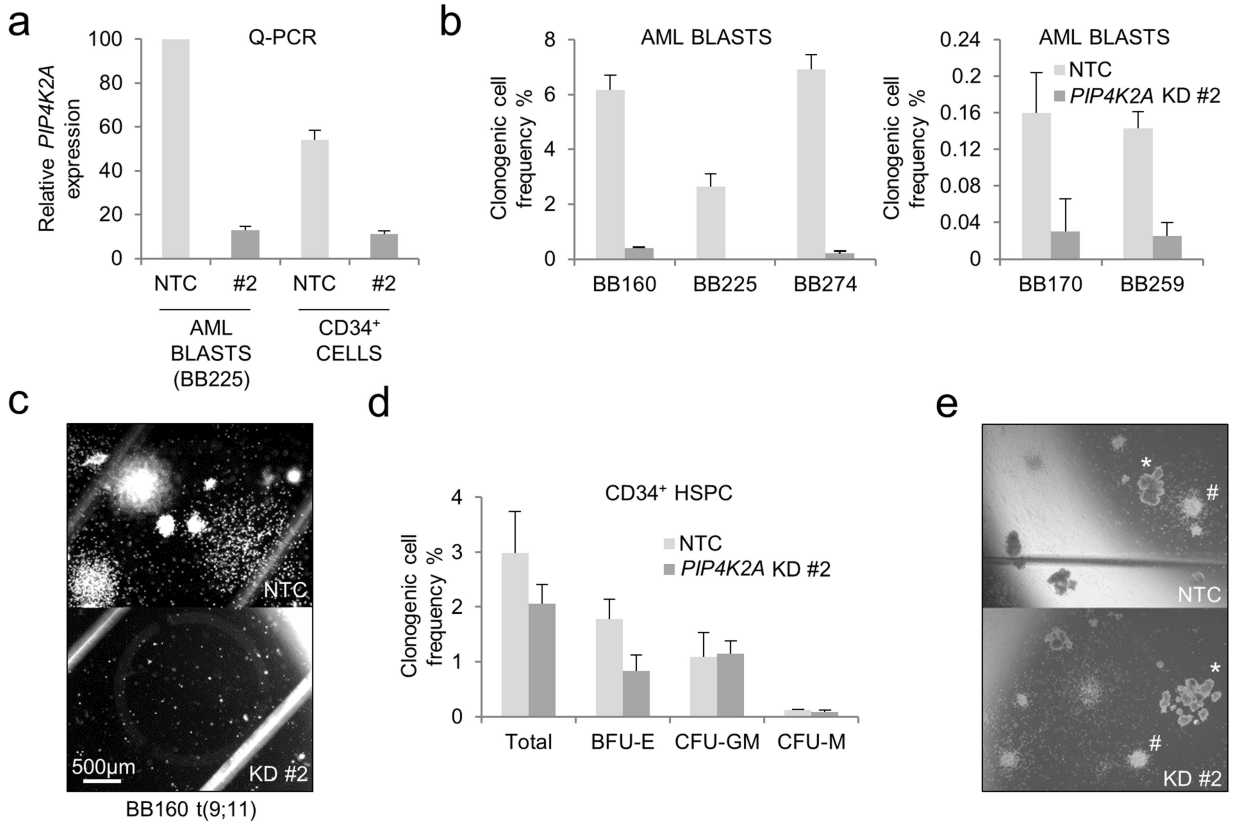 a
Q-PCR
Relative PIP4K2A
expression
100
80
60
40
20
0
NTC #2 NTC #2
AML
BLASTS
(BB225)
CD34+
CELLS
b
AML BLASTS
Clonogenic cell
frequency %
8
6
4
2
0
BB160 BB225 BB274
AML BLASTS
NTC
PIP4K2A KD #2
Clonogenic cell
frequency %
0.24
0.2
0.16
0.12
0.08
0.04
0
BB170 BB259
c
NTC
500µm
KD #2
BB160 t(9;11)
d
CD34+ HSPC
NTC
PIP4K2A KD #2
Clonogenic cell
frequency %
4
3
2
1
0
Total BFU-E CFU-GM CFU-M
e
*
#
NTC
*
#
KD #2